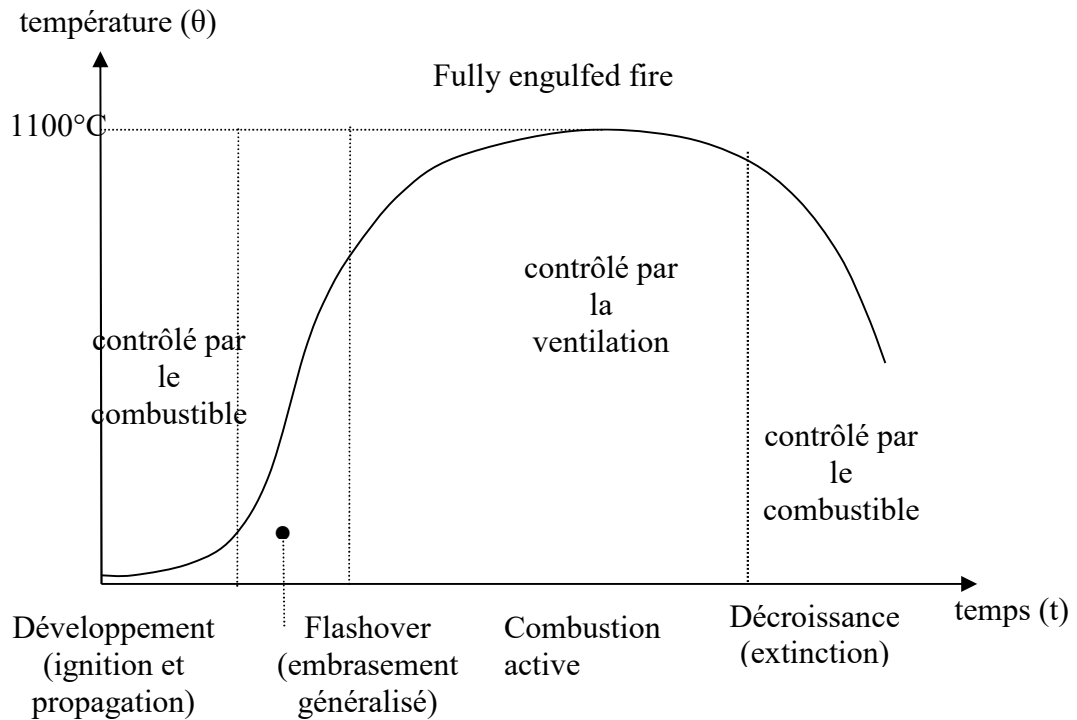 température (θ)
Fully engulfed fire
1100°C
contrôlé par
la
ventilation
contrôlé par
le
combustible
contrôlé par
le
combustible
temps (t)
Développement
(ignition et
propagation)
Flashover
(embrasement
généralisé)
Combustion
active
Décroissance
(extinction)